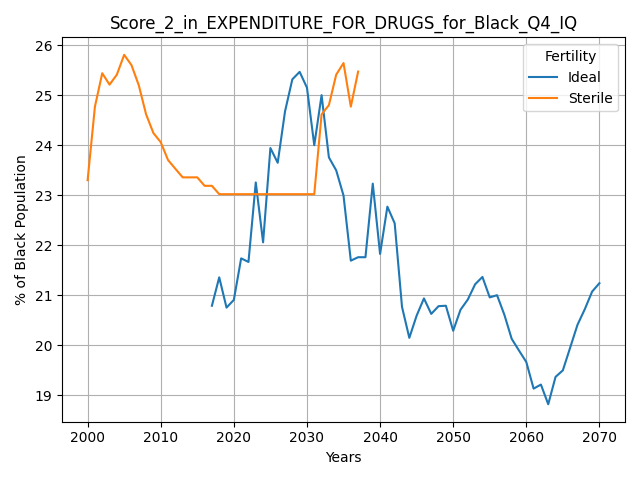 Score_2_in_EXPENDITURE_FOR_DRUGS_for_Black_Q4_IQ
Fertility
Ideal
Sterile
% of Black Population
26
25
24
23
22
21
20
19
2000 2010 2020 2030 2040 2050 2060 2070
Years